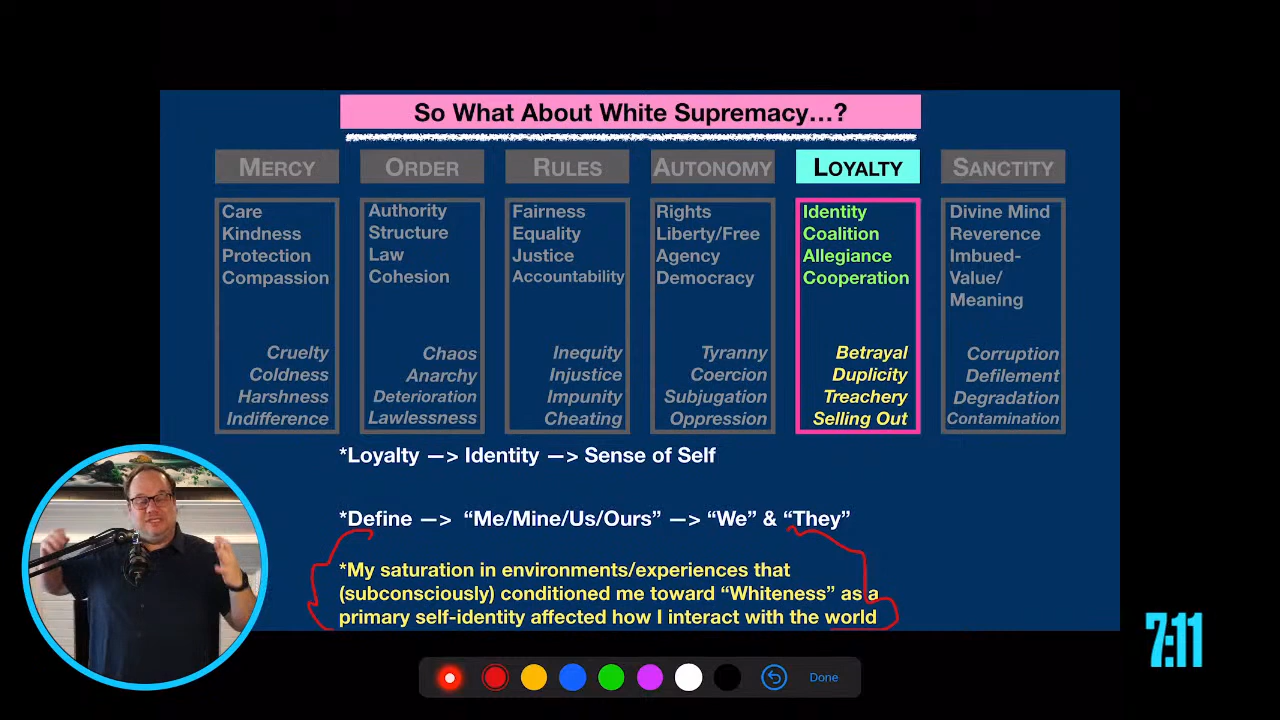 So What About White Supremacy…?
MERCY
Care
Kindness
Protection
Compassion
Cruelty
Coldness
Harshness
Indifference
ORDER
Authority
Structure
Law
Cohesion
Chaos
Anarchy
Deterioration
Lawlessness
RULES
Fairness
Equality
Justice
Accountability
Inequity
Injustice
Impunity
Cheating
AUTONOMY
Rights
Liberty/Free
Agency
Democracy
Tyranny
Coercion
Subjugation
Oppression
LOYALTY
Identity
Coalition
Allegiance
Cooperation
Betrayal
Duplicity
Treachery
Selling Out
SANCTITY
Divine Mind
Reverence
Imbued-
Value/
Meaning
Corruption
Defilement
Degradation
Contamination
*Loyalty —> Identity —> Sense of Self
*Define —> “Me/Mine/Us/Ours” —> “We” & “They”
*My saturation in environments/experiences that
(subconsciously) conditioned me toward “Whiteness” as a
primary self-identity affected how I interact with the world
7:11
Done